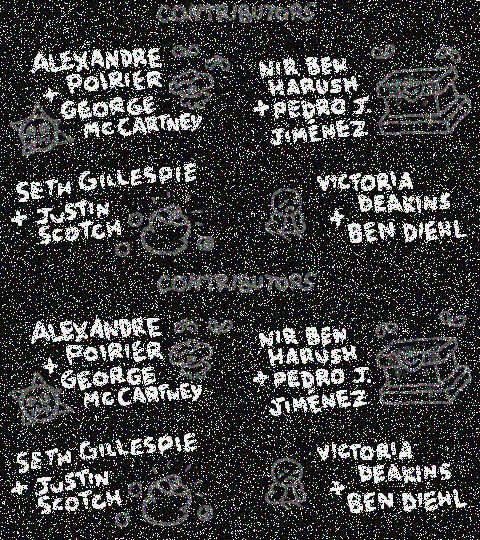 CONTRIBUTORS
ALEXANDRE
POIRIER
+ GEORGE
MCCARTNEY
NIR BEN
HARUSH
+ PEDRO J.
JIMÉNEZ
SETH GILLESPIE
+ JUSTIN
SCOTCH
VICTORIA
DEAKINS
+ BEN DIEHL
CONTRIBUTORS
ALEXANDRE
POIRIER
+ GEORGE
MCCARTNEY
NIR BEN
HARUSH
+ PEDRO J.
JIMENEZ
SETH GILLESPIE
+ JUSTIN
SCOTCH
VICTORIA
DEAKINS
+ BEN DIEHL